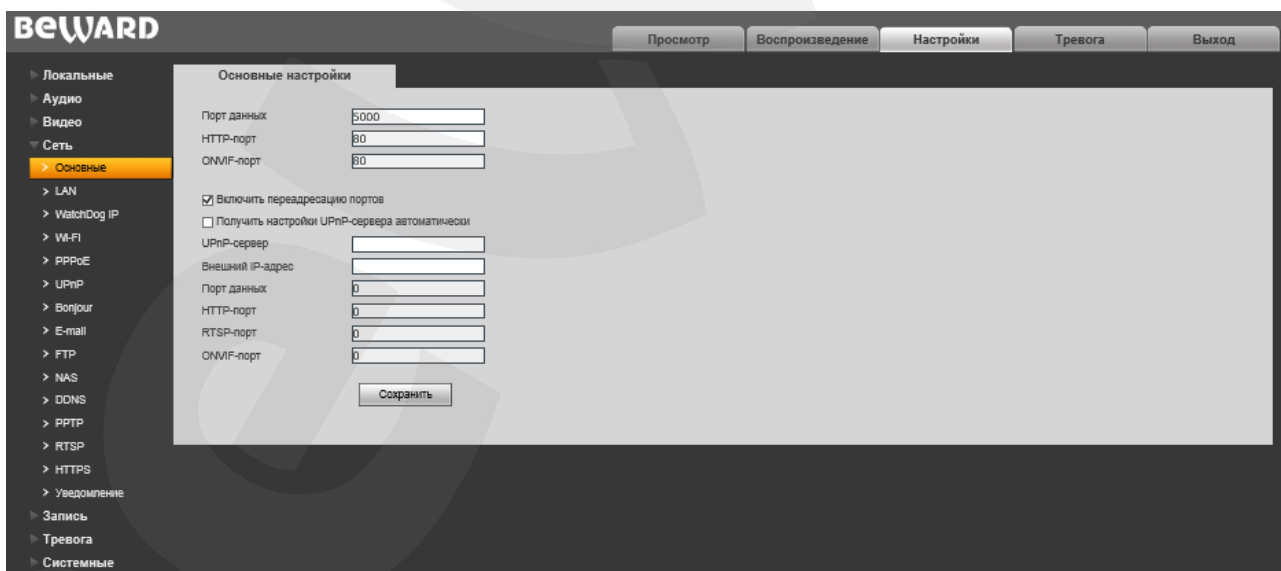 BEWARD
Просмотр
Воспроизведение
Настройки
Тревога
Выход
Локальные
Аудио
Видео
Сеть
> Основные
> LAN
> WatchDog IP
> Wi-Fi
> PPPoE
> UPnP
> Bonjour
> E-mail
> FTP
> NAS
> DDNS
> PPTP
> RTSP
> HTTPS
> Уведомление
Запись
Тревога
Системные
Основные настройки
Порт данных 5000
HTTP-порт 80
ONVIF-порт 80
Включить переадресацию портов
Получить настройки UPnP-сервера автоматически
UPnP-сервер
Внешний IP-адрес
Порт данных 0
HTTP-порт 0
RTSP-порт 0
ONVIF-порт 0
Сохранить